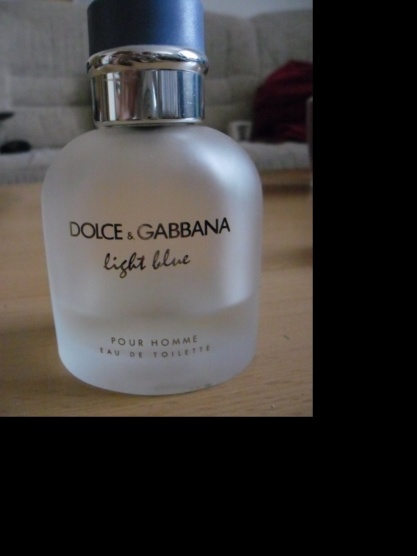 DOLCE & GABBANA
light blue
POUR HOMME
EAU DE TOILETTE